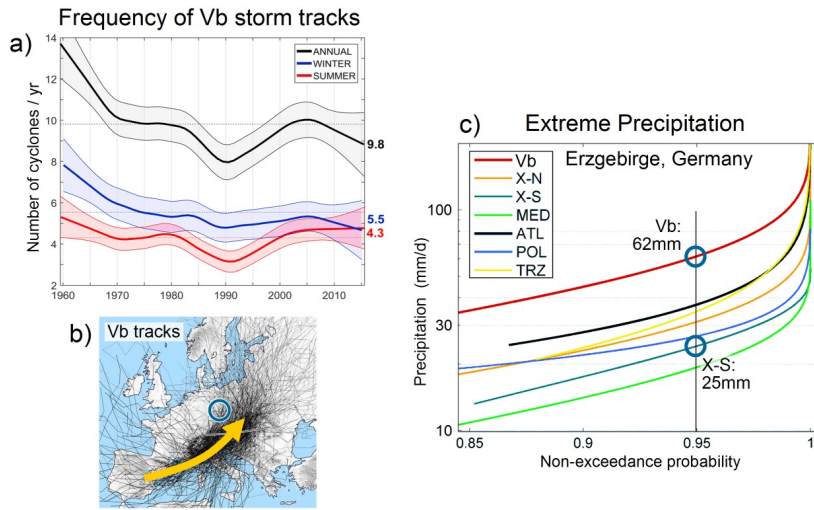 Frequency of Vb storm tracks
a)
Number of cyclones / yr
14
12
10
8
6
4
2
ANNUAL
WINTER
SUMMER
9.8
5.5
4.3
1960
1970
1980
1990
2000
2010
b)
Vb tracks
c)
Extreme Precipitation
Erzgebirge, Germany
Vb
X-N
X-S
MED
ATL
POL
TRZ
Vb:
62mm
X-S:
25mm
Precipitation (mm/d)
100
30
20
10
0.85
0.9
0.95
1
Non-exceedance probability